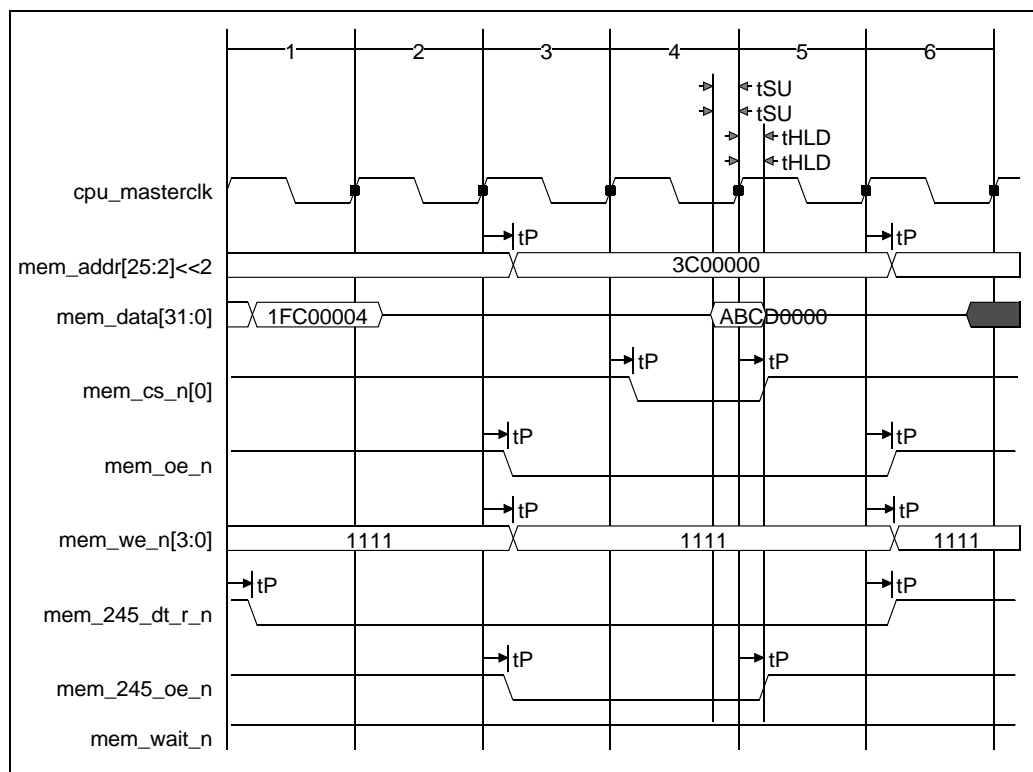 1 2 3 4 5 6
tSU
tSU
tHLD
tHLD
cpu_masterclk
tP tP
mem_addr[25:2]<<2 3C00000
mem_data[31:0] 1FC00004 ABCD0000
tP tP
mem_cs_n[0]
tP tP
mem_oe_n
tP tP
mem_we_n[3:0] 1111 1111 1111
tP tP
mem_245_dt_r_n
tP tP
mem_245_oe_n
mem_wait_n